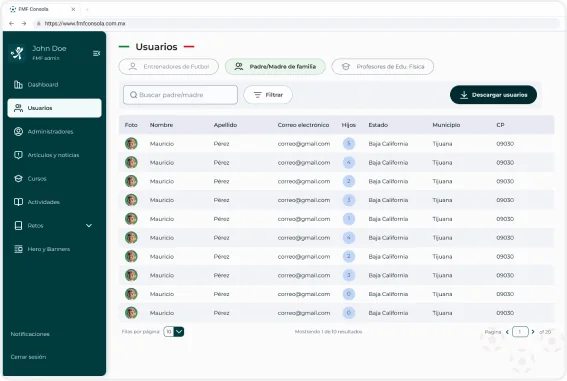 FMF Consola
https://www.fmfconsola.com.mx
John Doe
FMF admin
Dashboard
Usuarios
Administradores
Artículos y noticias
Cursos
Actividades
Retos
Hero y Banners
Notificaciones
Cerrar sesión
Usuarios
Entrenadores de Futbol
Padre/Madre de familia
Profesores de Edu. Física
Buscar padre/madre
Filtrar
Descargar usuarios
Foto Nombre Apellido Correo electrónico Hijos Estado Municipio CP
Mauricio Pérez correo@gmail.com 5 Baja California Tijuana 09030
Mauricio Pérez correo@gmail.com 4 Baja California Tijuana 09030
Mauricio Pérez correo@gmail.com 2 Baja California Tijuana 09030
Mauricio Pérez correo@gmail.com 3 Baja California Tijuana 09030
Mauricio Pérez correo@gmail.com 1 Baja California Tijuana 09030
Mauricio Pérez correo@gmail.com 4 Baja California Tijuana 09030
Mauricio Pérez correo@gmail.com 2 Baja California Tijuana 09030
Mauricio Pérez correo@gmail.com 3 Baja California Tijuana 09030
Mauricio Pérez correo@gmail.com 0 Baja California Tijuana 09030
Mauricio Pérez correo@gmail.com 0 Baja California Tijuana 09030
Filas por página 10
Mostrando 1 de 10 resultados
Pagina 1 of 20